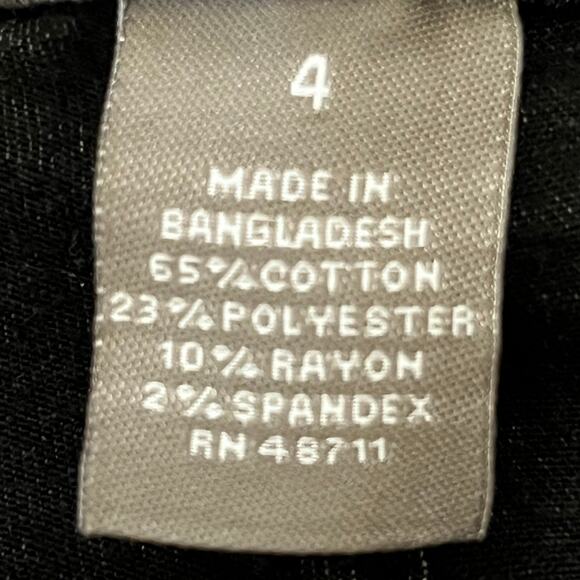 4
MADE IN
BANGLADESH
65% COTTON
23% POLYESTER
10% RAYON
2% SPANDEX
RN 48711